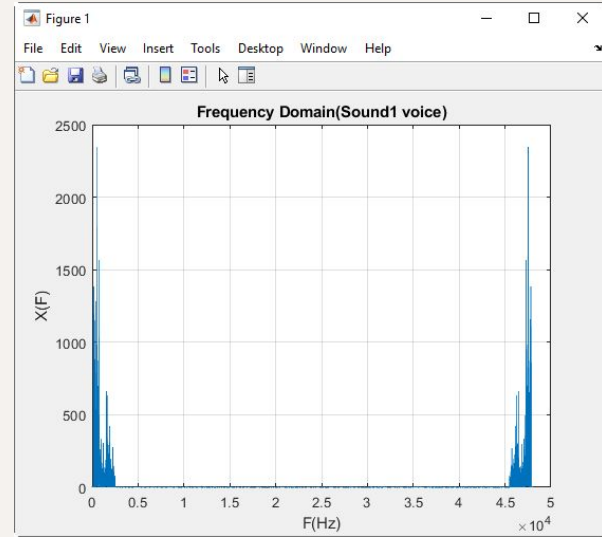 Figure 1
File Edit View Insert Tools Desktop Window Help
Frequency Domain(Sound1 voice)
2500
2000
1500
1000
500
0
X(F)
0 0.5 1 1.5 2 2.5 3 3.5 4 4.5 5
F(Hz)
× 10^4